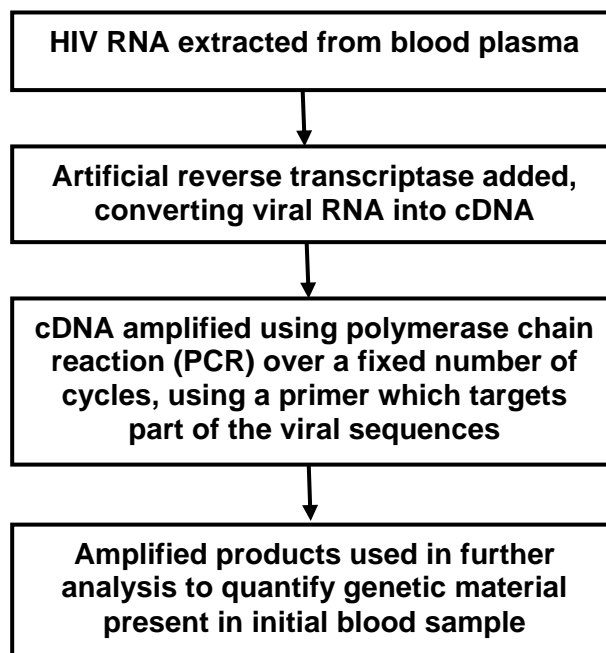 HIV RNA extracted from blood plasma
Artificial reverse transcriptase added,
converting viral RNA into cDNA
cDNA amplified using polymerase chain
reaction (PCR) over a fixed number of
cycles, using a primer which targets
part of the viral sequences
Amplified products used in further
analysis to quantify genetic material
present in initial blood sample